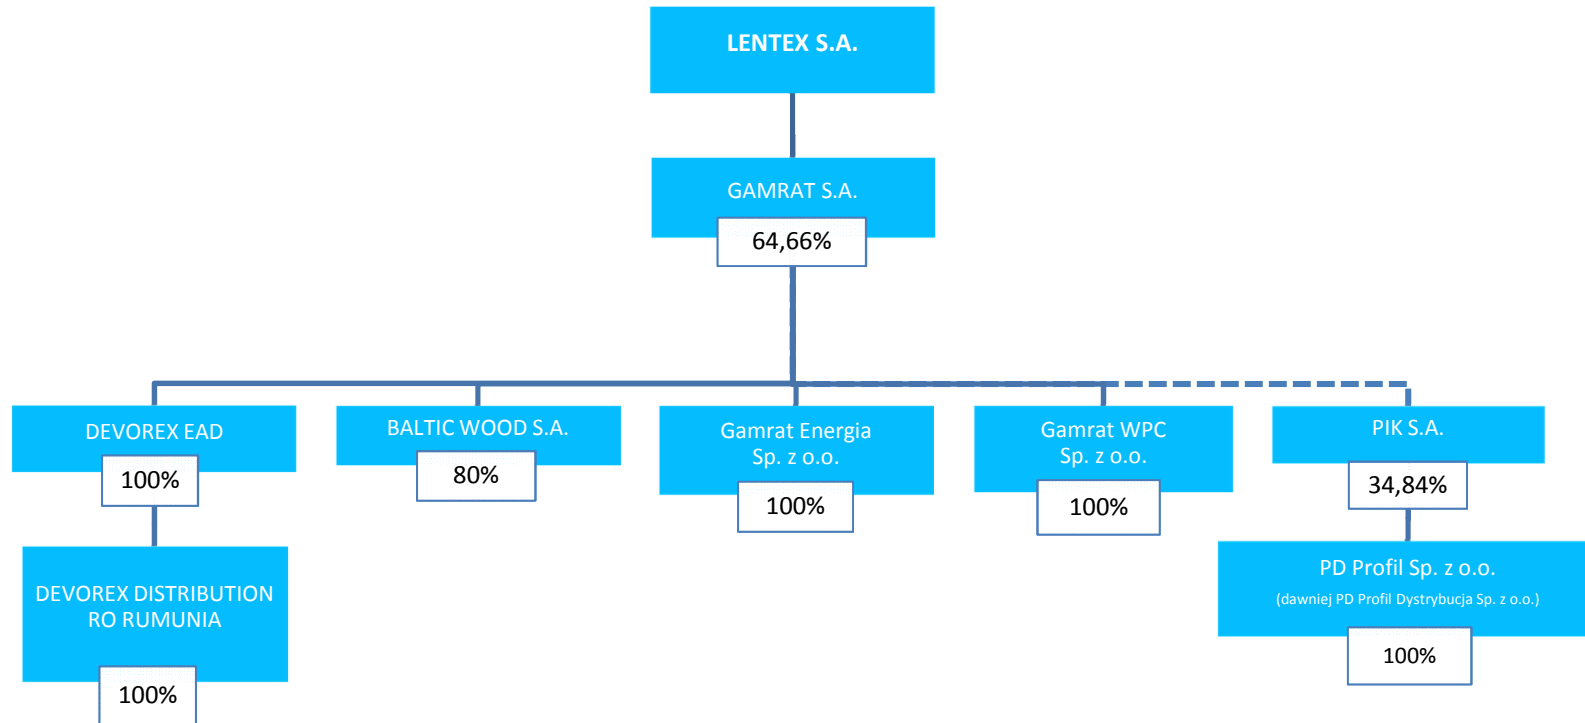 LENTEX S.A.
GAMRAT S.A.
64,66%
DEVOREX EAD
100%
BALTIC WOOD S.A.
80%
Gamrat Energia
Sp. z o.o.
100%
Gamrat WPC
Sp. z o.o.
100%
PIK S.A.
34,84%
DEVOREX DISTRIBUTION
RO RUMUNIA
100%
PD Profil Sp. z o.o.
(dawniej PD Profil Dystrybucja Sp. z o.o.)
100%